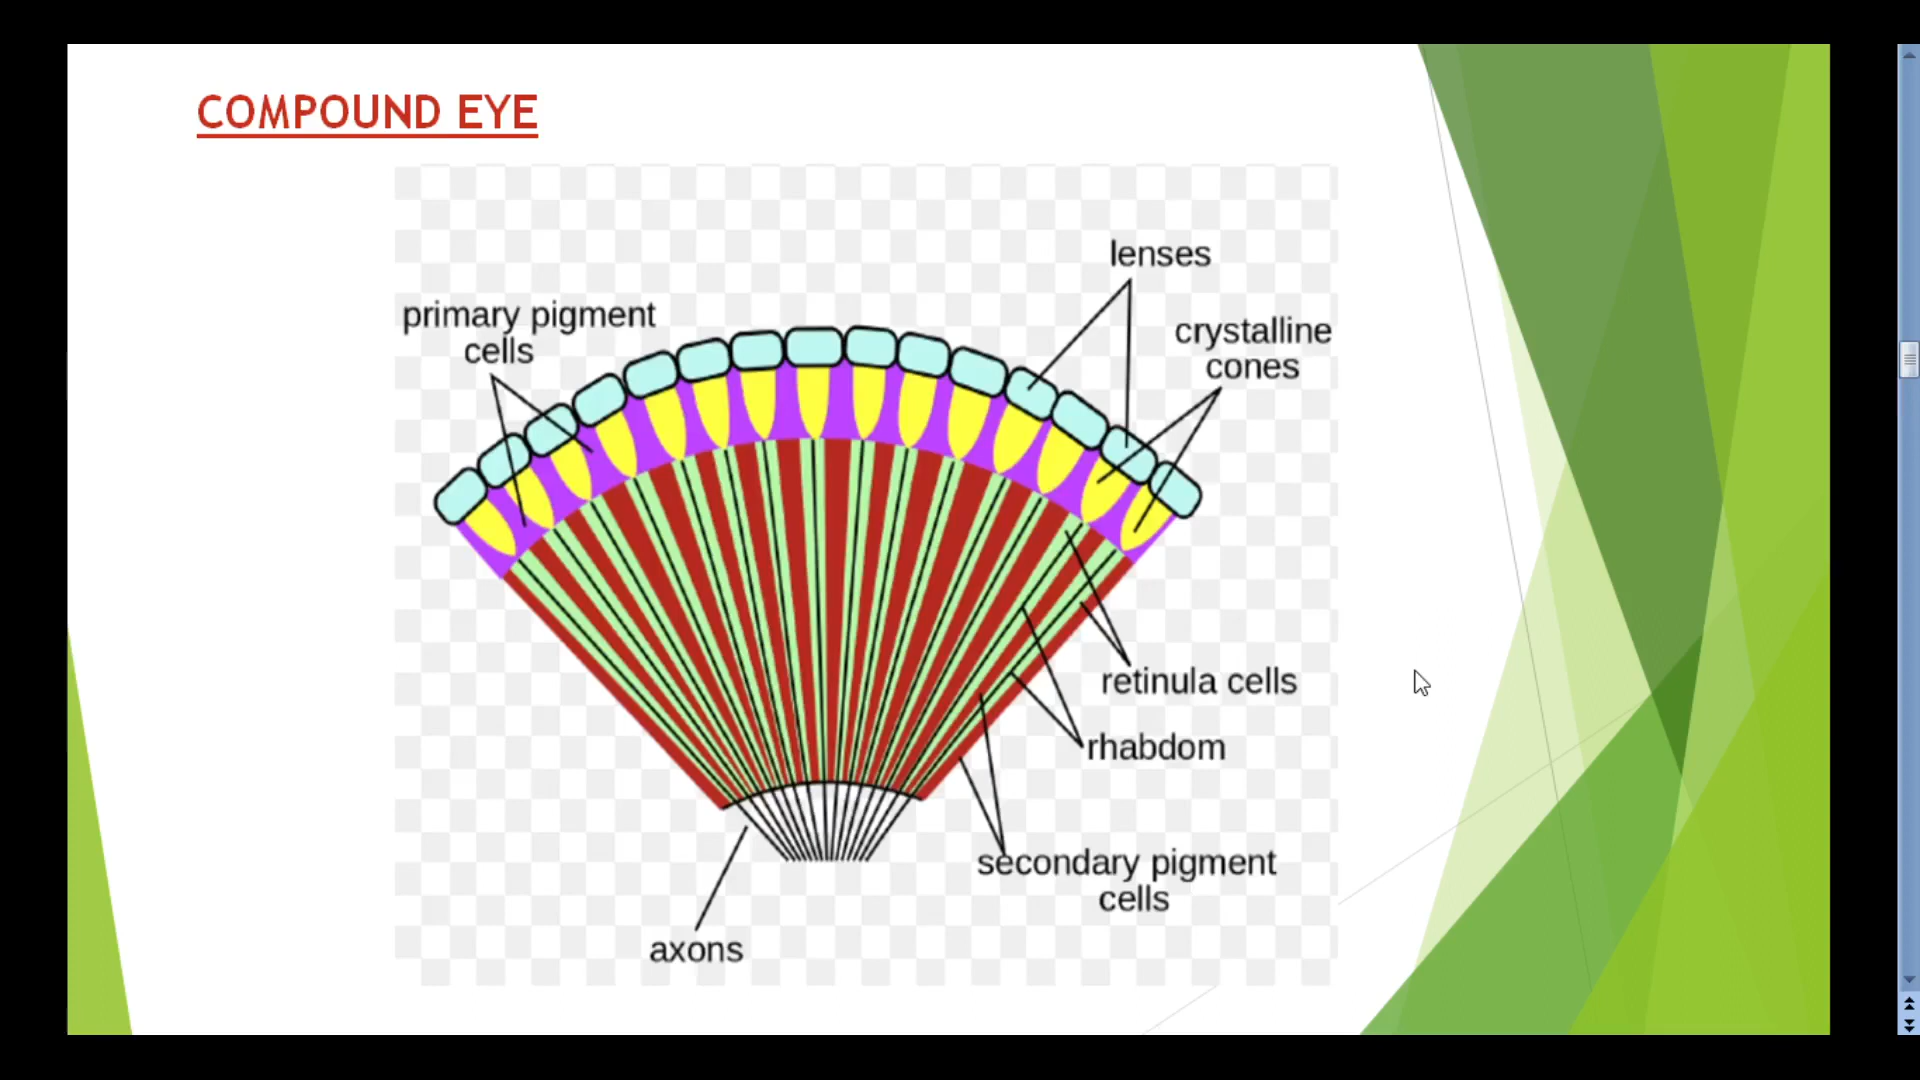 COMPOUND EYE
lenses
primary pigment
cells
crystalline
cones
retinula cells
rhabdom
secondary pigment
cells
axons